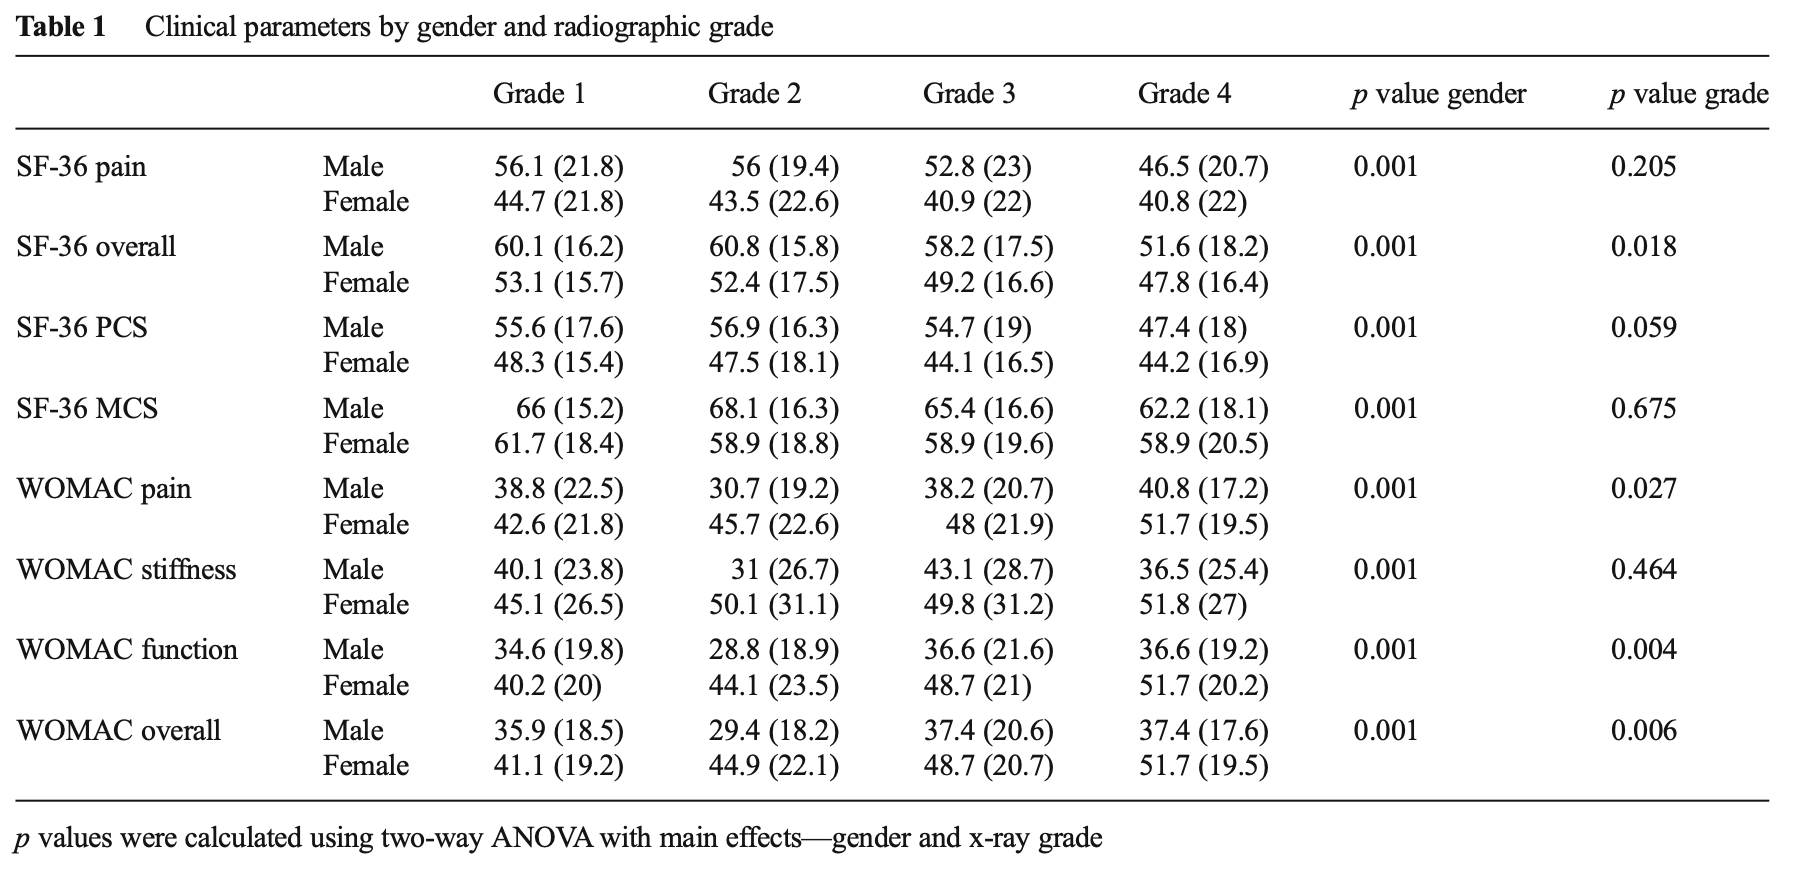 Table 1 Clinical parameters by gender and radiographic grade
Grade 1 Grade 2 Grade 3 Grade 4 p value gender p value grade
SF-36 pain Male 56.1 (21.8) 56 (19.4) 52.8 (23) 46.5 (20.7) 0.001 0.205
Female 44.7 (21.8) 43.5 (22.6) 40.9 (22) 40.8 (22)
SF-36 overall Male 60.1 (16.2) 60.8 (15.8) 58.2 (17.5) 51.6 (18.2) 0.001 0.018
Female 53.1 (15.7) 52.4 (17.5) 49.2 (16.6) 47.8 (16.4)
SF-36 PCS Male 55.6 (17.6) 56.9 (16.3) 54.7 (19) 47.4 (18) 0.001 0.059
Female 48.3 (15.4) 47.5 (18.1) 44.1 (16.5) 44.2 (16.9)
SF-36 MCS Male 66 (15.2) 68.1 (16.3) 65.4 (16.6) 62.2 (18.1) 0.001 0.675
Female 61.7 (18.4) 58.9 (18.8) 58.9 (19.6) 58.9 (20.5)
WOMAC pain Male 38.8 (22.5) 30.7 (19.2) 38.2 (20.7) 40.8 (17.2) 0.001 0.027
Female 42.6 (21.8) 45.7 (22.6) 48 (21.9) 51.7 (19.5)
WOMAC stiffness Male 40.1 (23.8) 31 (26.7) 43.1 (28.7) 36.5 (25.4) 0.001 0.464
Female 45.1 (26.5) 50.1 (31.1) 49.8 (31.2) 51.8 (27)
WOMAC function Male 34.6 (19.8) 28.8 (18.9) 36.6 (21.6) 36.6 (19.2) 0.001 0.004
Female 40.2 (20) 44.1 (23.5) 48.7 (21) 51.7 (20.2)
WOMAC overall Male 35.9 (18.5) 29.4 (18.2) 37.4 (20.6) 37.4 (17.6) 0.001 0.006
Female 41.1 (19.2) 44.9 (22.1) 48.7 (20.7) 51.7 (19.5)
p values were calculated using two-way ANOVA with main effects—gender and x-ray grade